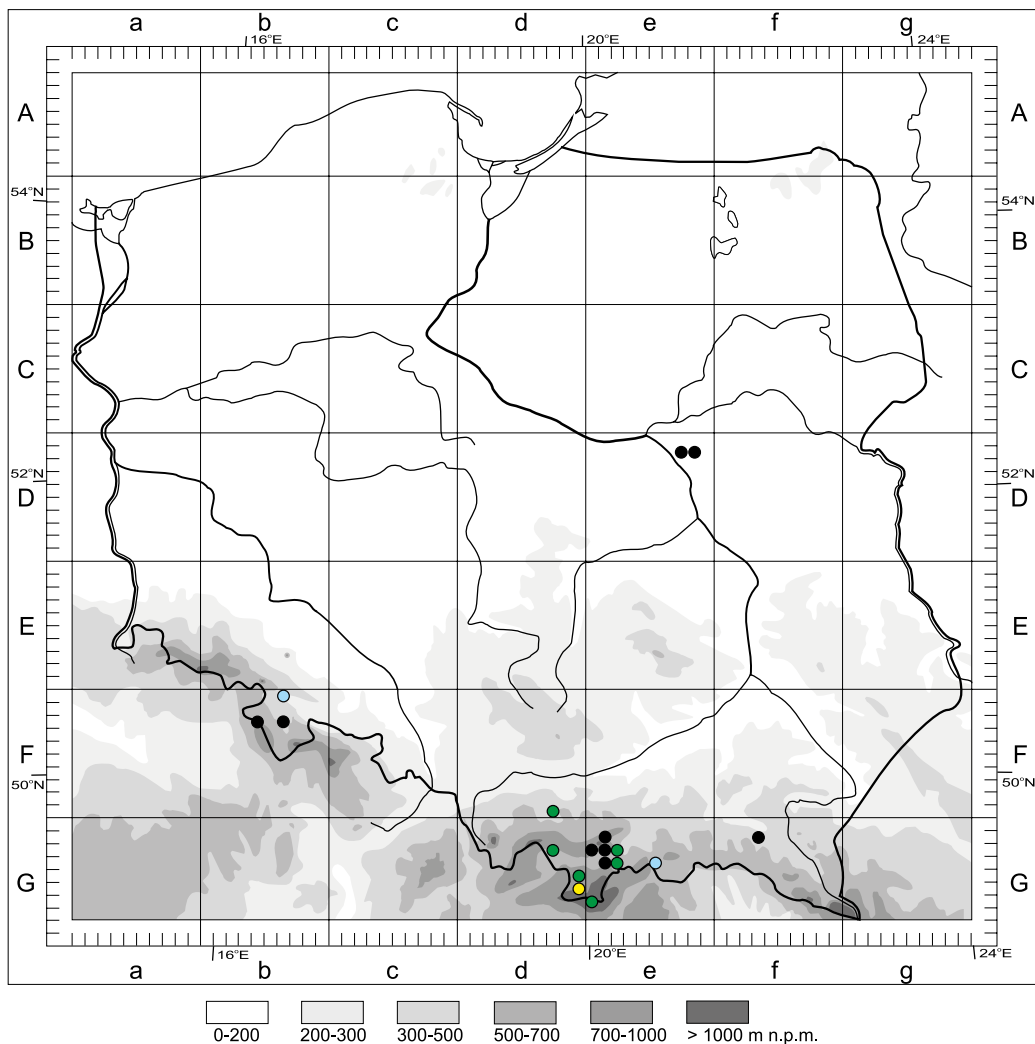 a b c d e f g
16°E 20°E 24°E
A A
54°N 54°N
B B
C C
52°N 52°N
D D
E E
F F
50°N 50°N
G G
16°E 20°E 24°E
a b c d e f g
0-200 200-300 300-500 500-700 700-1000 > 1000 m n.p.m.